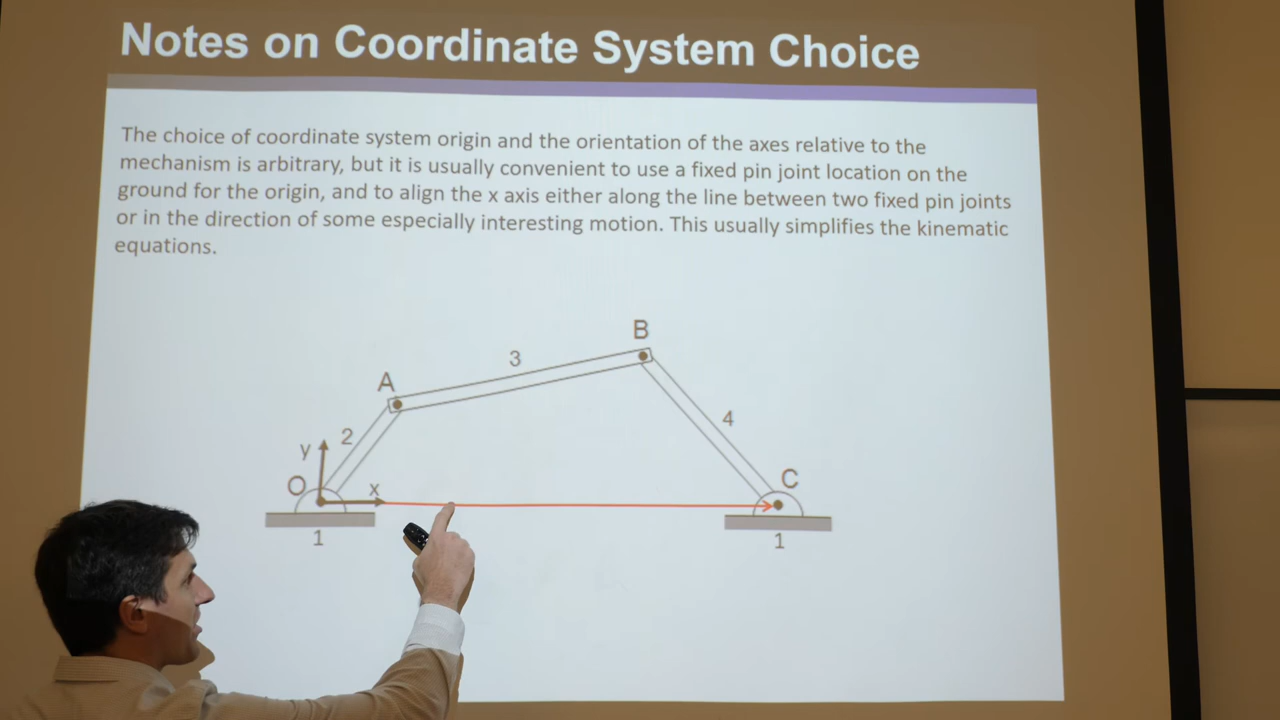 Notes on Coordinate System Choice
The choice of coordinate system origin and the orientation of the axes relative to the
mechanism is arbitrary, but it is usually convenient to use a fixed pin joint location on the
ground for the origin, and to align the x axis either along the line between two fixed pin joints
or in the direction of some especially interesting motion. This usually simplifies the kinematic
equations.
B
3
A
4
2
y
C
O
x
1
1